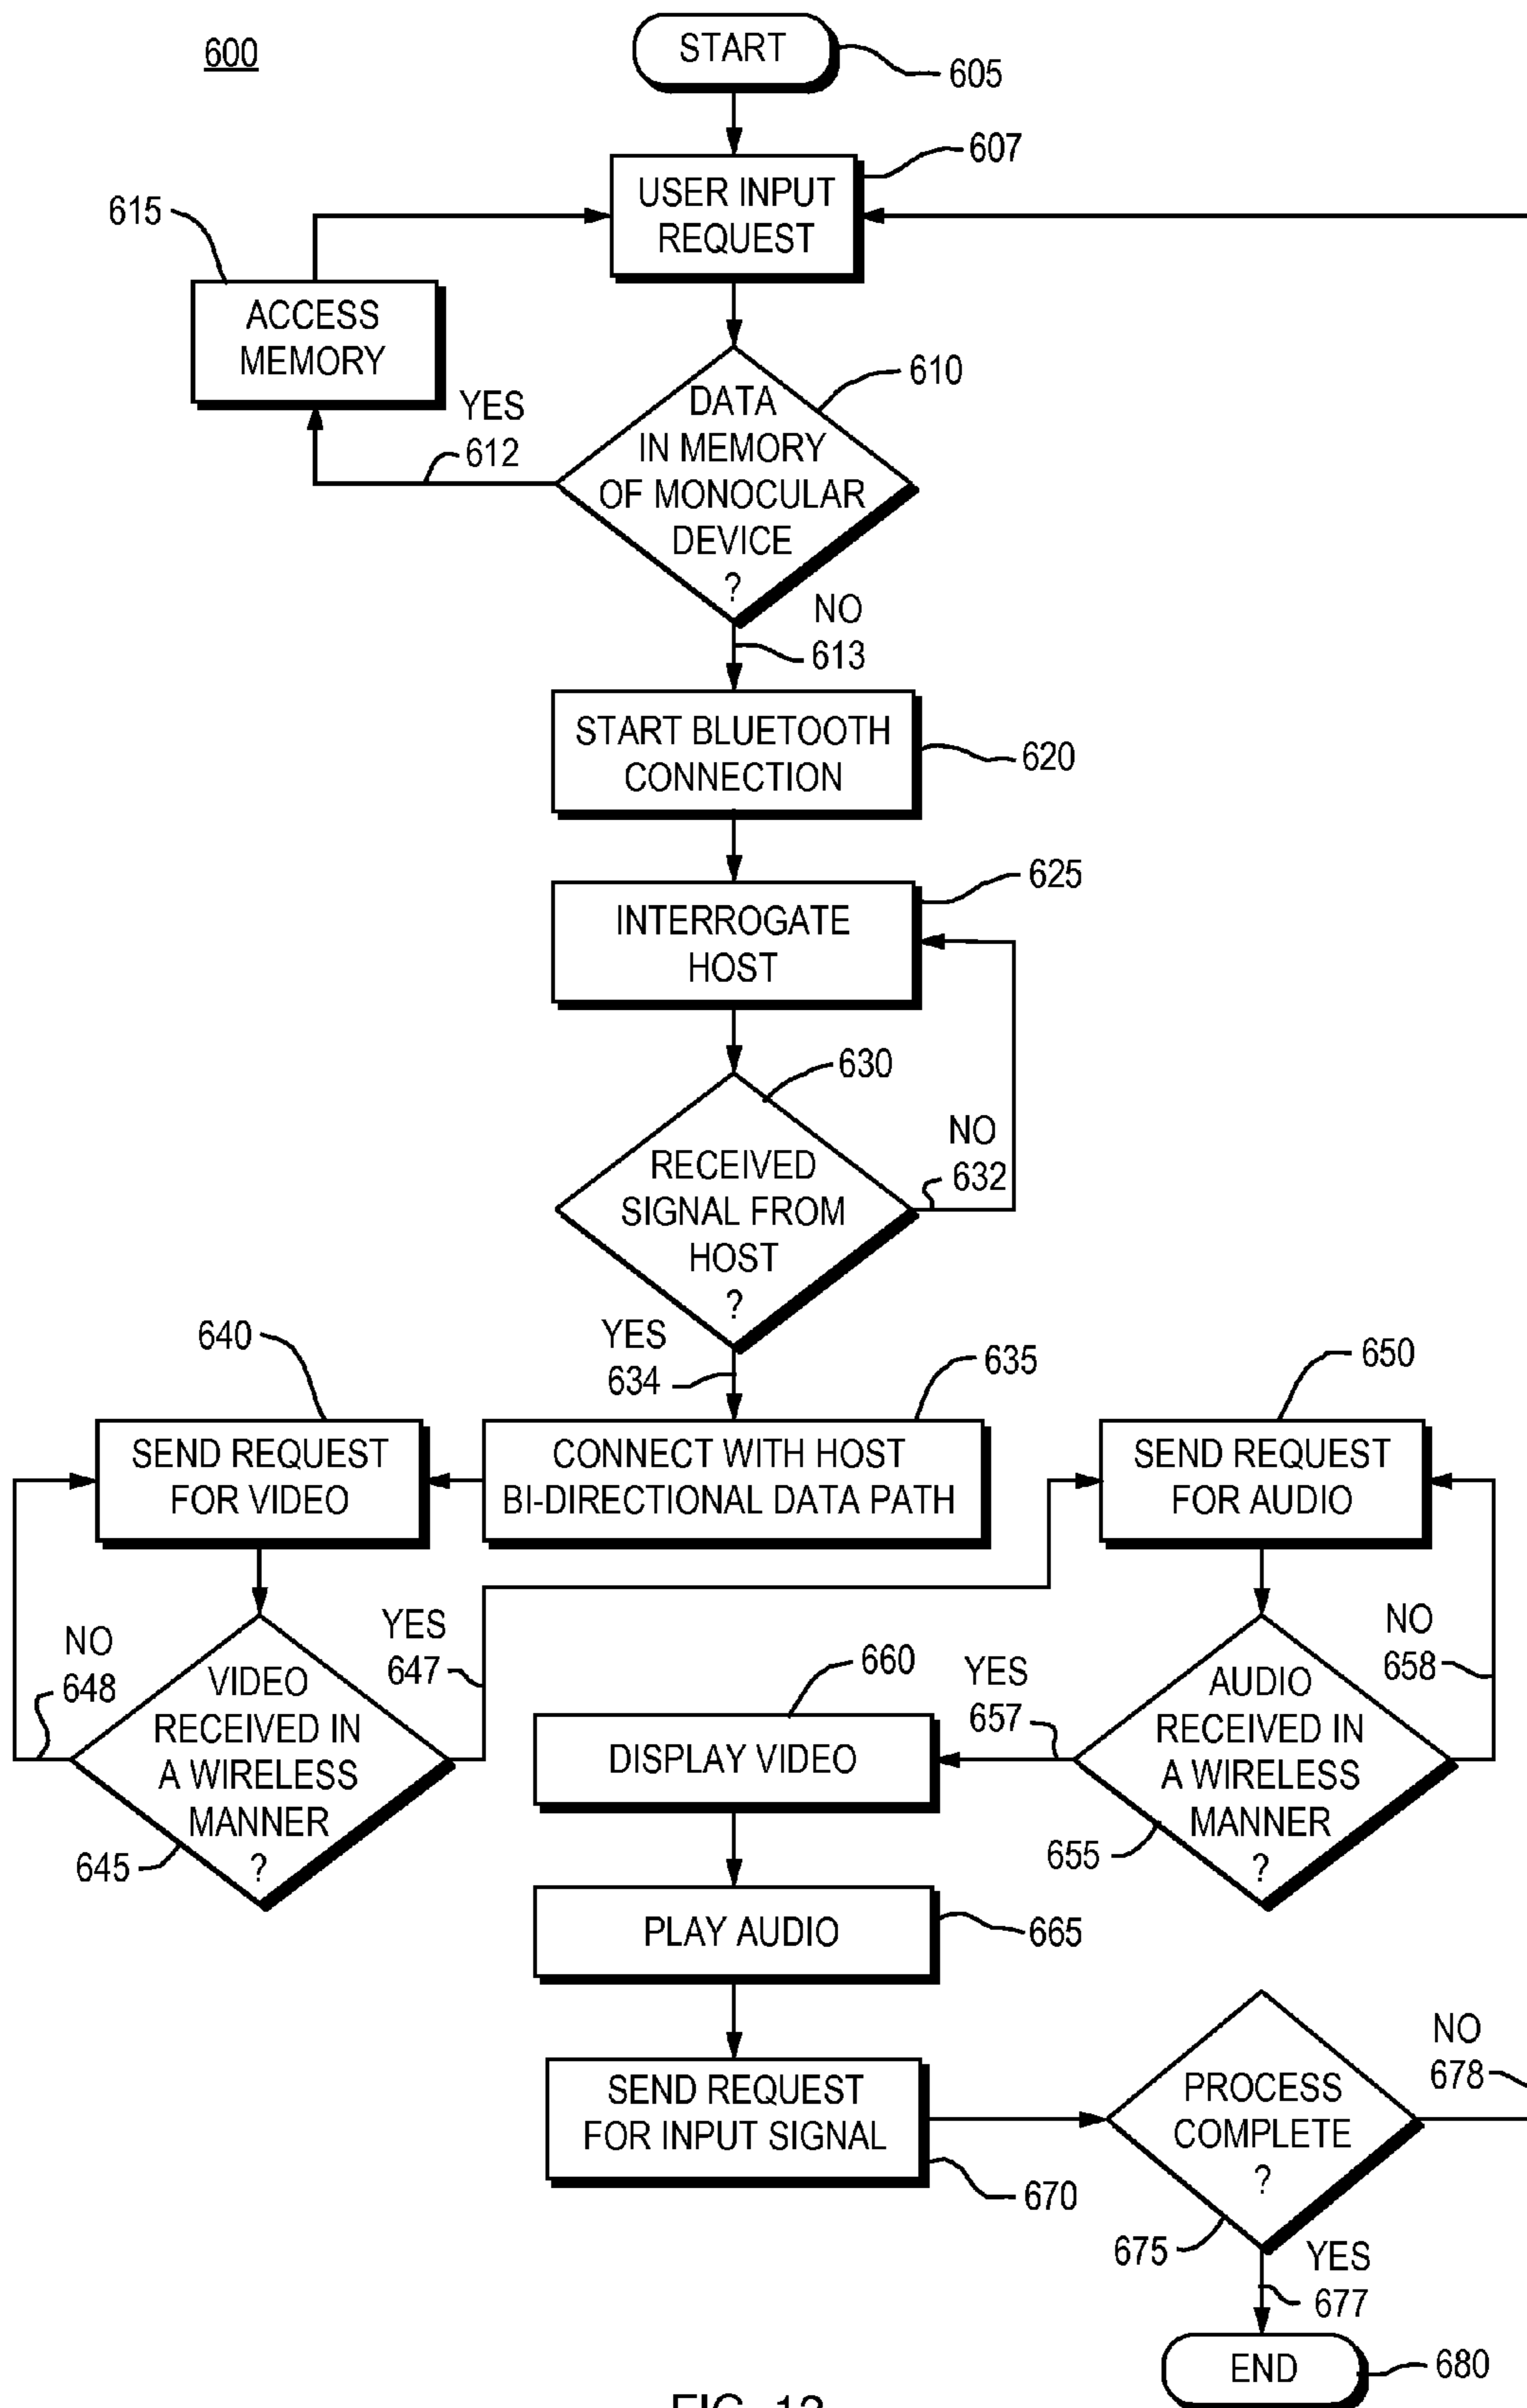 600
START
605
607
USER INPUT
REQUEST
615
ACCESS
MEMORY
YES
612
610
DATA
IN MEMORY
OF MONOCULAR
DEVICE
?
NO
613
START BLUETOOTH
CONNECTION
620
625
INTERROGATE
HOST
630
RECEIVED
SIGNAL FROM
HOST
?
NO
632
YES
634
635
CONNECT WITH HOST
BI-DIRECTIONAL DATA PATH
640
SEND REQUEST
FOR VIDEO
650
SEND REQUEST
FOR AUDIO
NO
648
VIDEO
RECEIVED IN
A WIRELESS
MANNER
?
645
YES
647
NO
658
AUDIO
RECEIVED IN
A WIRELESS
MANNER
?
655
YES
657
660
DISPLAY VIDEO
PLAY AUDIO
665
SEND REQUEST
FOR INPUT SIGNAL
670
PROCESS
COMPLETE
?
675
NO
678
YES
677
END
680